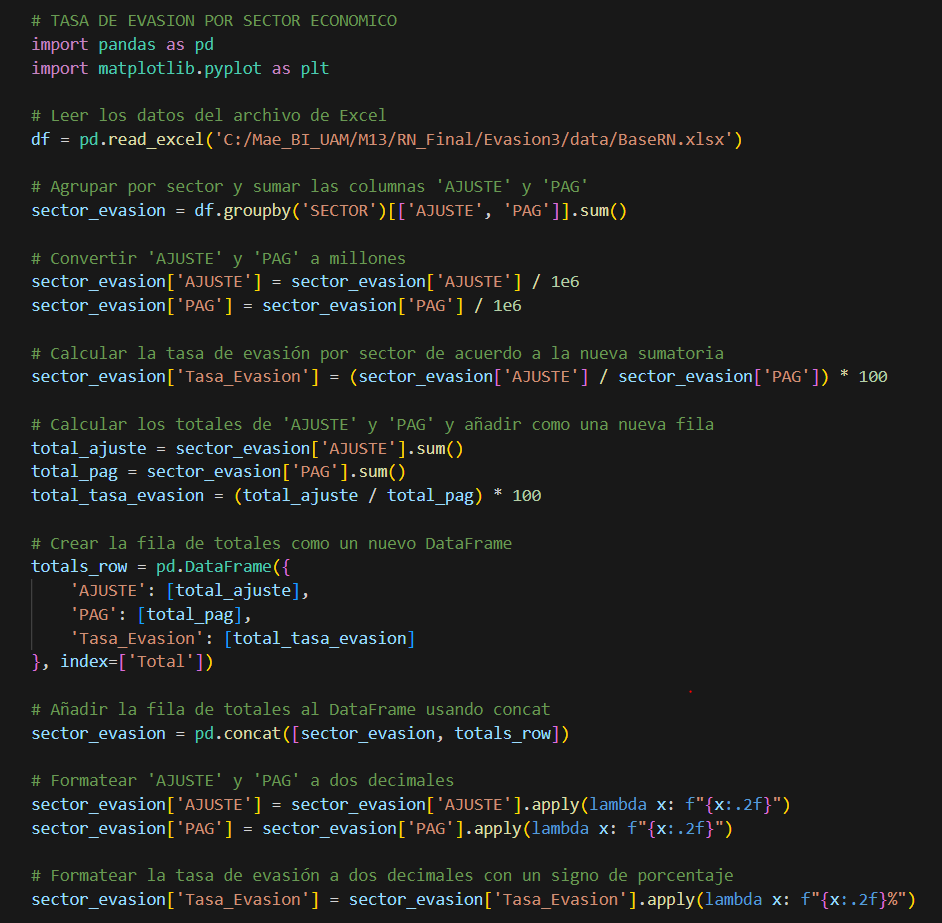 # TASA DE EVASION POR SECTOR ECONOMICO
import pandas as pd
import matplotlib.pyplot as plt

# Leer los datos del archivo de Excel
df = pd.read_excel('C:/Mae_BI_UAM/M13/RN_Final/Evasion3/data/BaseRN.xlsx')

# Agrupar por sector y sumar las columnas 'AJUSTE' y 'PAG'
sector_evasion = df.groupby('SECTOR')[['AJUSTE', 'PAG']].sum()

# Convertir 'AJUSTE' y 'PAG' a millones
sector_evasion['AJUSTE'] = sector_evasion['AJUSTE'] / 1e6
sector_evasion['PAG'] = sector_evasion['PAG'] / 1e6

# Calcular la tasa de evasión por sector de acuerdo a la nueva sumatoria
sector_evasion['Tasa_Evasion'] = (sector_evasion['AJUSTE'] / sector_evasion['PAG']) * 100

# Calcular los totales de 'AJUSTE' y 'PAG' y añadir como una nueva fila
total_ajuste = sector_evasion['AJUSTE'].sum()
total_pag = sector_evasion['PAG'].sum()
total_tasa_evasion = (total_ajuste / total_pag) * 100

# Crear la fila de totales como un nuevo DataFrame
totals_row = pd.DataFrame({
    'AJUSTE': [total_ajuste],
    'PAG': [total_pag],
    'Tasa_Evasion': [total_tasa_evasion]
}, index=['Total'])

# Añadir la fila de totales al DataFrame usando concat
sector_evasion = pd.concat([sector_evasion, totals_row])

# Formatear 'AJUSTE' y 'PAG' a dos decimales
sector_evasion['AJUSTE'] = sector_evasion['AJUSTE'].apply(lambda x: f"{x:.2f}")
sector_evasion['PAG'] = sector_evasion['PAG'].apply(lambda x: f"{x:.2f}")

# Formatear la tasa de evasión a dos decimales con un signo de porcentaje
sector_evasion['Tasa_Evasion'] = sector_evasion['Tasa_Evasion'].apply(lambda x: f"{x:.2f}%")